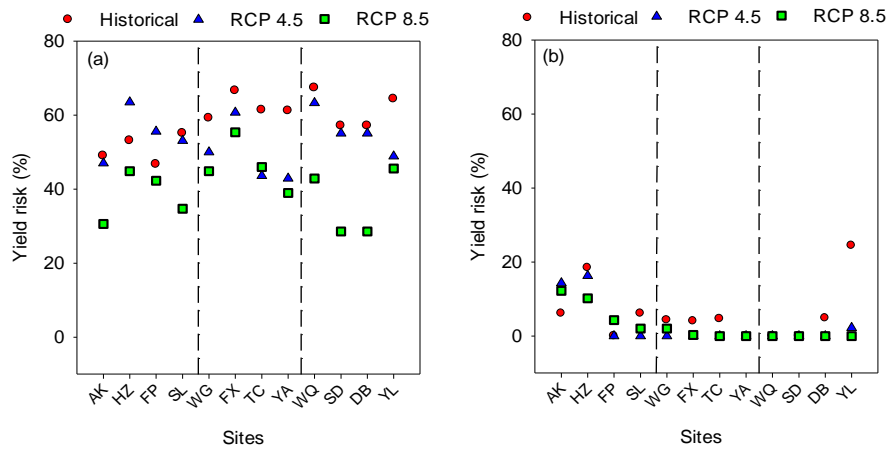 Historical RCP 4.5 RCP 8.5
(a)
Yield risk (%)
80
60
40
20
0
AK HZ FP SL WG FX TC YA WQ SD DB YL
Sites
Historical RCP 4.5 RCP 8.5
(b)
Yield risk (%)
80
60
40
20
0
AK HZ FP SL WG FX TC YA WQ SD DB YL
Sites